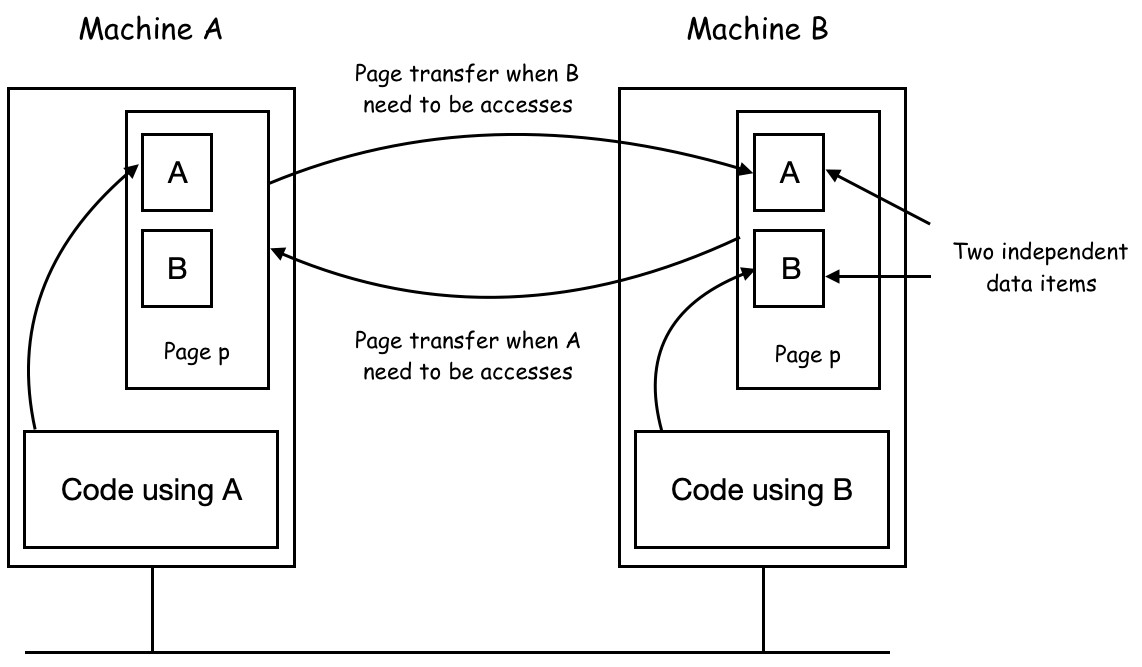 Machine A
Machine B
Page transfer when B
need to be accesses
A
B
Page p
Code using A
A
B
Page p
Code using B
Two independent
data items
Page transfer when A
need to be accesses